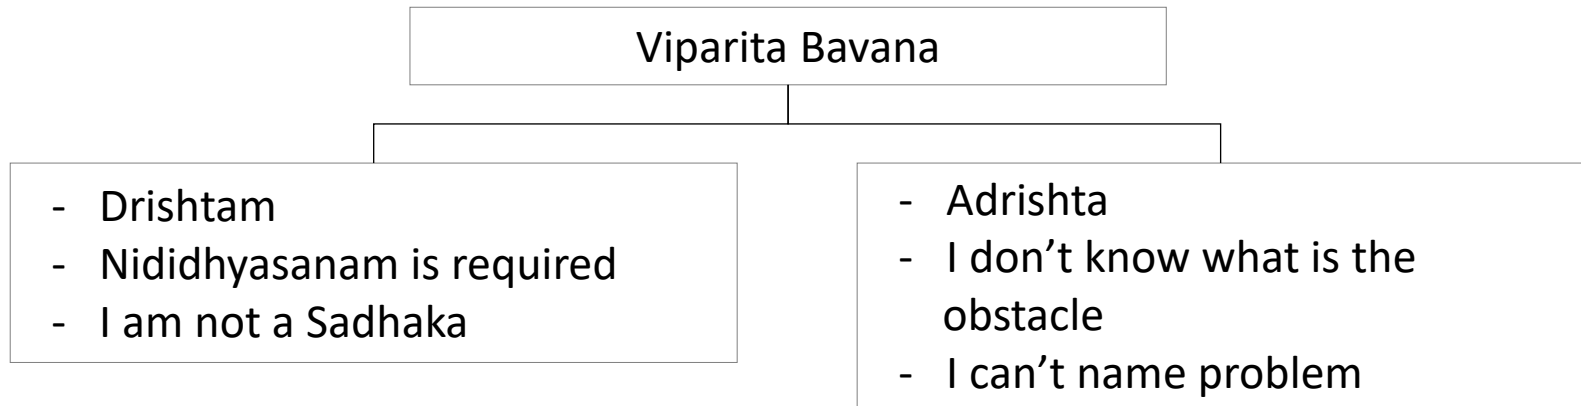 Viparita Bavana
- Drishtam
- Nididhyasanam is required
- I am not a Sadhaka
- Adrishta
- I don’t know what is the
obstacle
- I can’t name problem